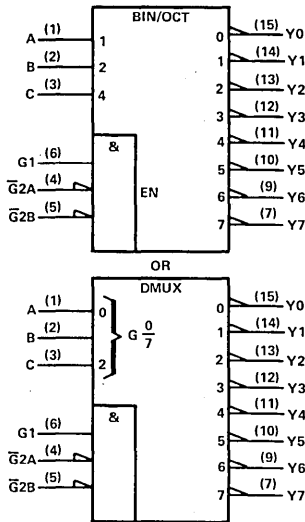 BIN/OCT
A (1) 1 0 (15) Y0
B (2) 2 1 (14) Y1
C (3) 4 2 (13) Y2
3 (12) Y3
& 4 (11) Y4
G1 (6) 5 (10) Y5
G̅2A (4) EN 6 (9) Y6
G̅2B (5) 7 (7) Y7
OR
DMUX
A (1) 0 0 (15) Y0
B (2) } G 0/7 1 (14) Y1
C (3) 2 2 (13) Y2
3 (12) Y3
& 4 (11) Y4
G1 (6) 5 (10) Y5
G̅2A (4) 6 (9) Y6
G̅2B (5) 7 (7) Y7